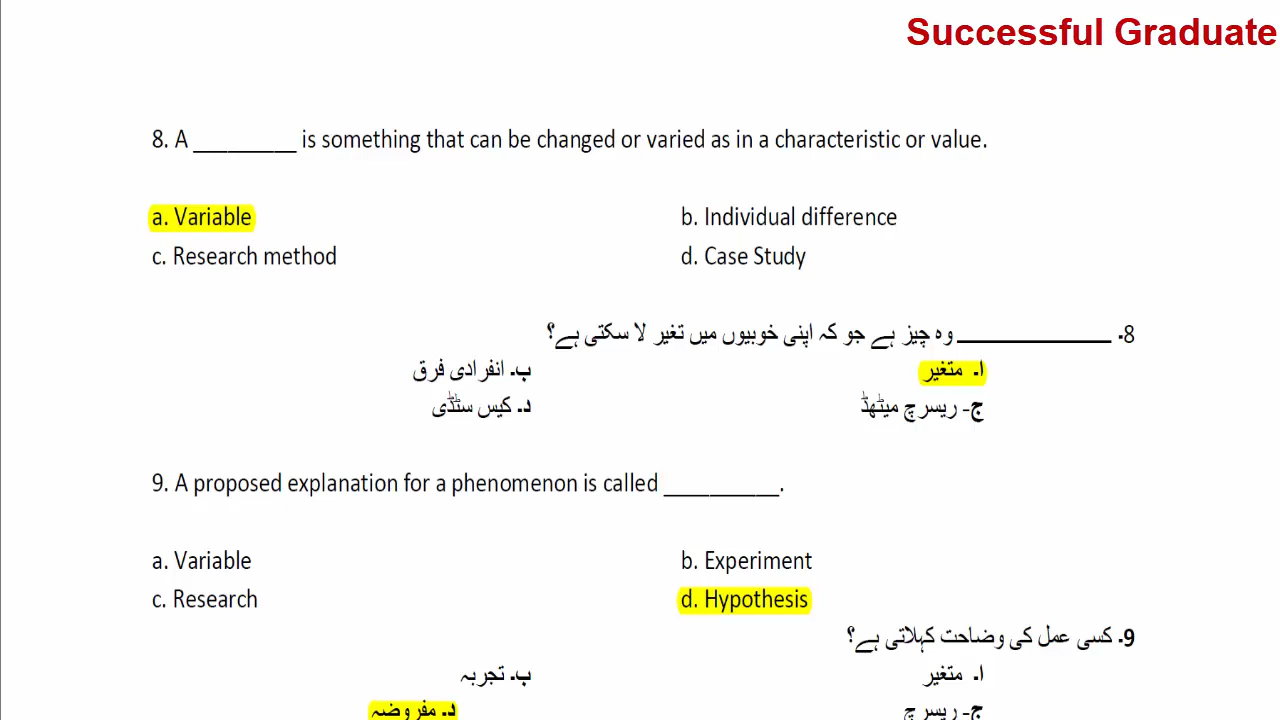 Successful Graduate
8. A _________ is something that can be changed or varied as in a characteristic or value.
a. Variable b. Individual difference
c. Research method d. Case Study
8. ____________ وہ چیز ہے جو کہ اپنی خوبیوں میں تغیر لا سکتی ہے؟
ا۔ متغیر ب۔ انفرادی فرق
ج- ریسرچ میٹھڈ د۔ کیس سٹڈی
9. A proposed explanation for a phenomenon is called __________.
a. Variable b. Experiment
c. Research d. Hypothesis
9. کسی عمل کی وضاحت کہلاتی ہے؟
ا۔ متغیر ب۔ تجربہ
ج- ریسرچ د۔ مفروضہ